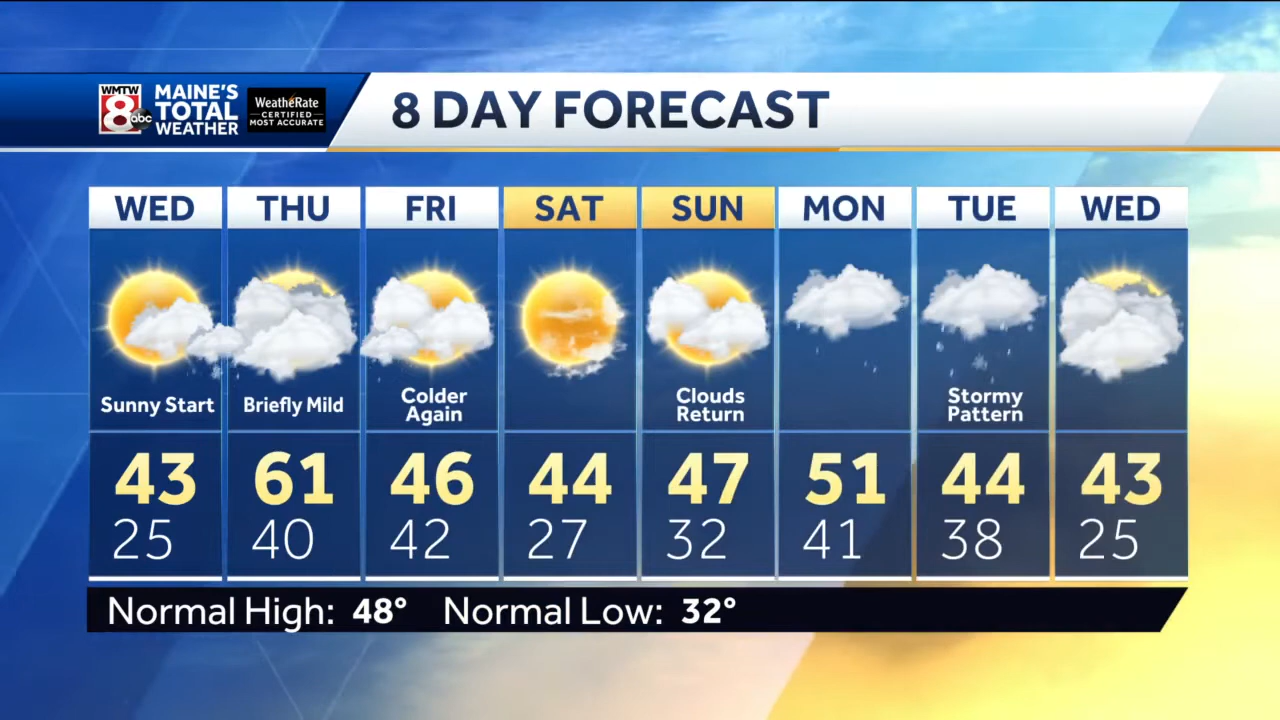 WMTW
8
abc
MAINE'S
TOTAL
WEATHER
WeatheRate
CERTIFIED
MOST ACCURATE
8 DAY FORECAST
WED THU FRI SAT SUN MON TUE WED
Sunny Start
Briefly Mild
Colder
Again
Clouds
Return
Stormy
Pattern
43 61 46 44 47 51 44 43
25 40 42 27 32 41 38 25
Normal High: 48° Normal Low: 32°